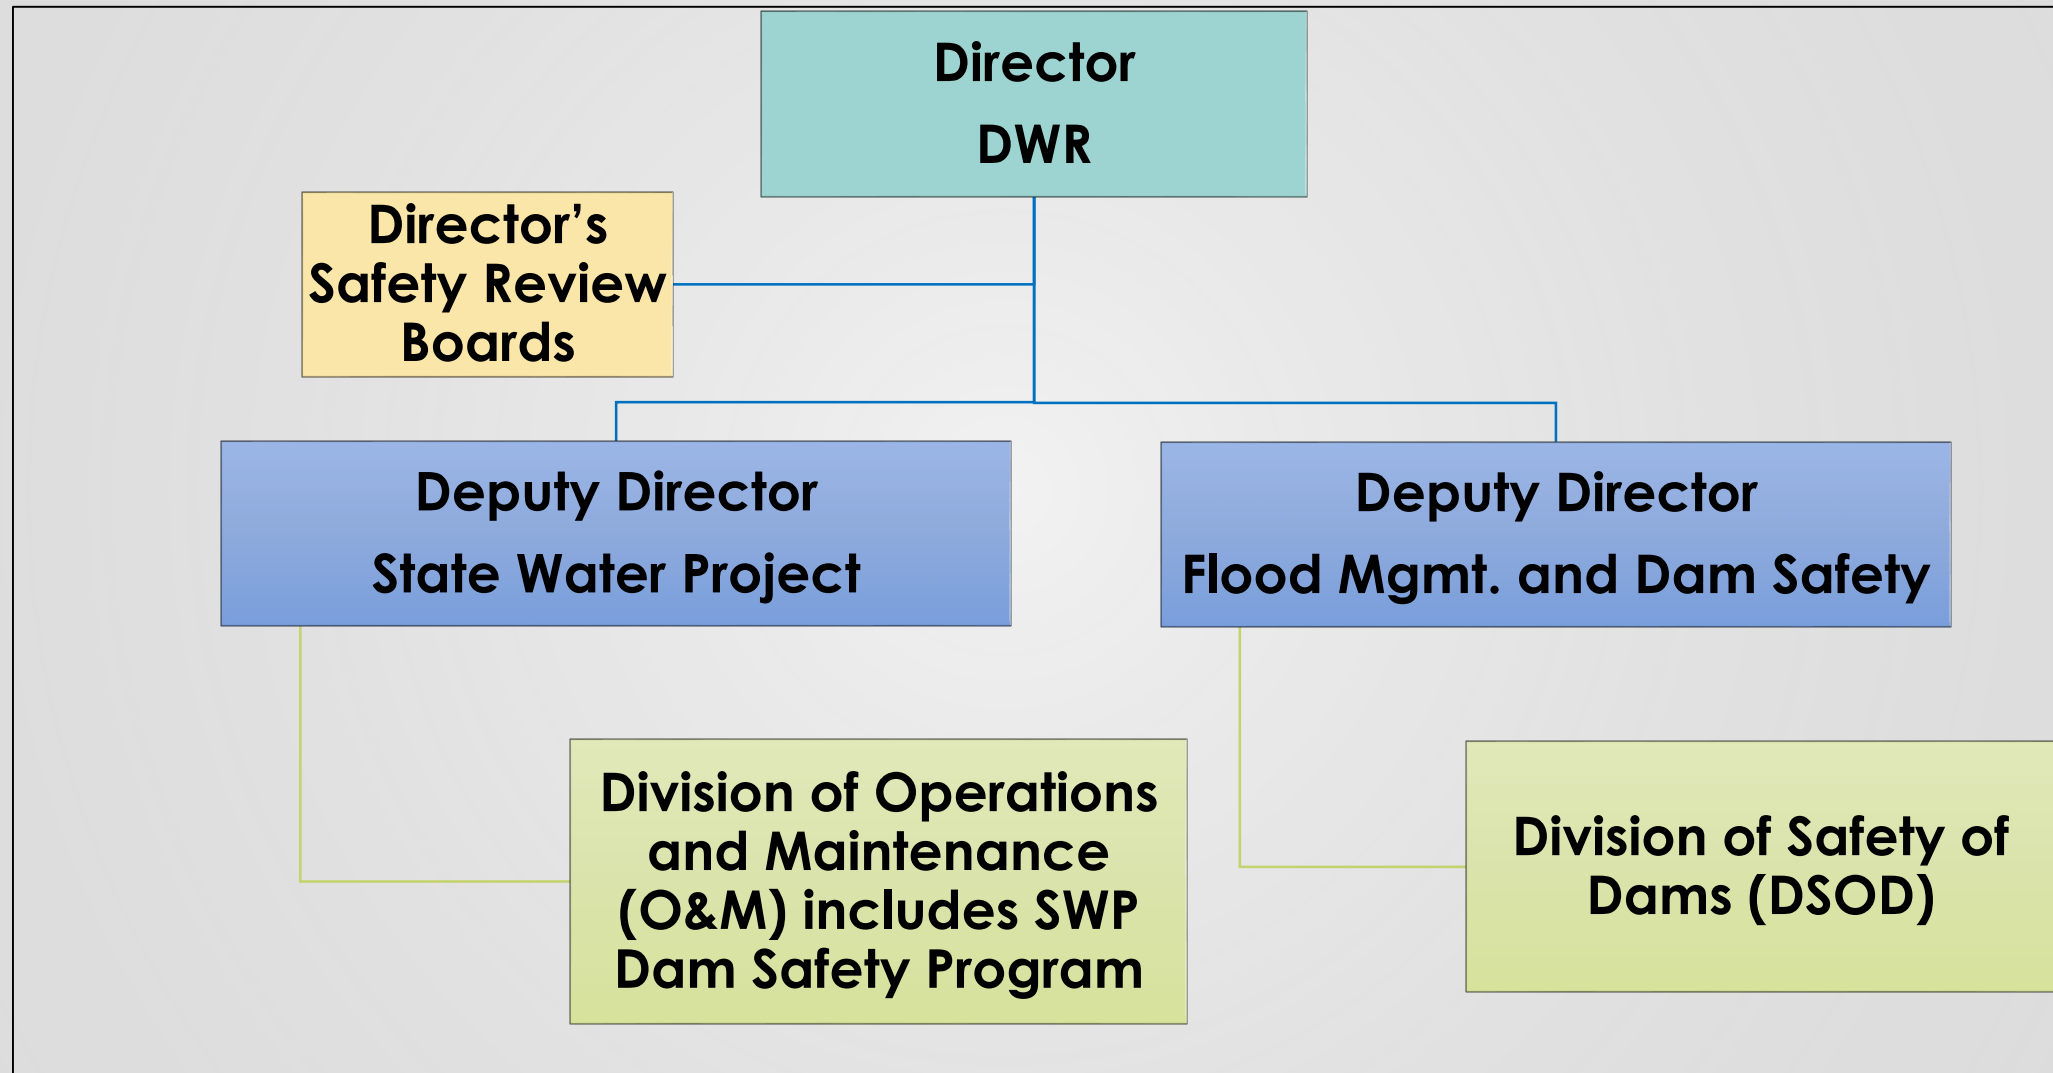 Director
DWR
Director’s
Safety Review
Boards
Deputy Director
State Water Project
Deputy Director
Flood Mgmt. and Dam Safety
Division of Operations
and Maintenance
(O&M) includes SWP
Dam Safety Program
Division of Safety of
Dams (DSOD)